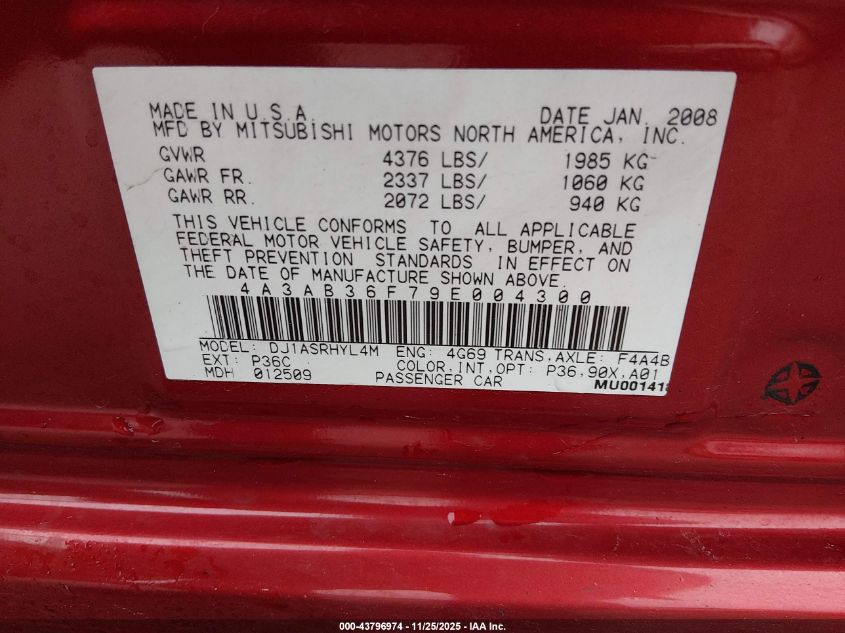 MADE IN U.S.A. DATE JAN. 2008
MFD BY MITSUBISHI MOTORS NORTH AMERICA, INC.
GVWR 4376 LBS/ 1985 KG
GAWR FR. 2337 LBS/ 1060 KG
GAWR RR. 2072 LBS/ 940 KG
THIS VEHICLE CONFORMS TO ALL APPLICABLE
FEDERAL MOTOR VEHICLE SAFETY, BUMPER, AND
THEFT PREVENTION STANDARDS IN EFFECT ON
THE DATE OF MANUFACTURE SHOWN ABOVE.
4A3AB36F79E004300
MODEL: DJ1ASRHYL4M ENG: 4G69 TRANS,AXLE: F4A4B
EXT: P36C COLOR,INT,OPT: P36,90X,A01
MDH 012509 PASSENGER CAR MU001418
000-43796974 - 11/25/2025 - IAA Inc.